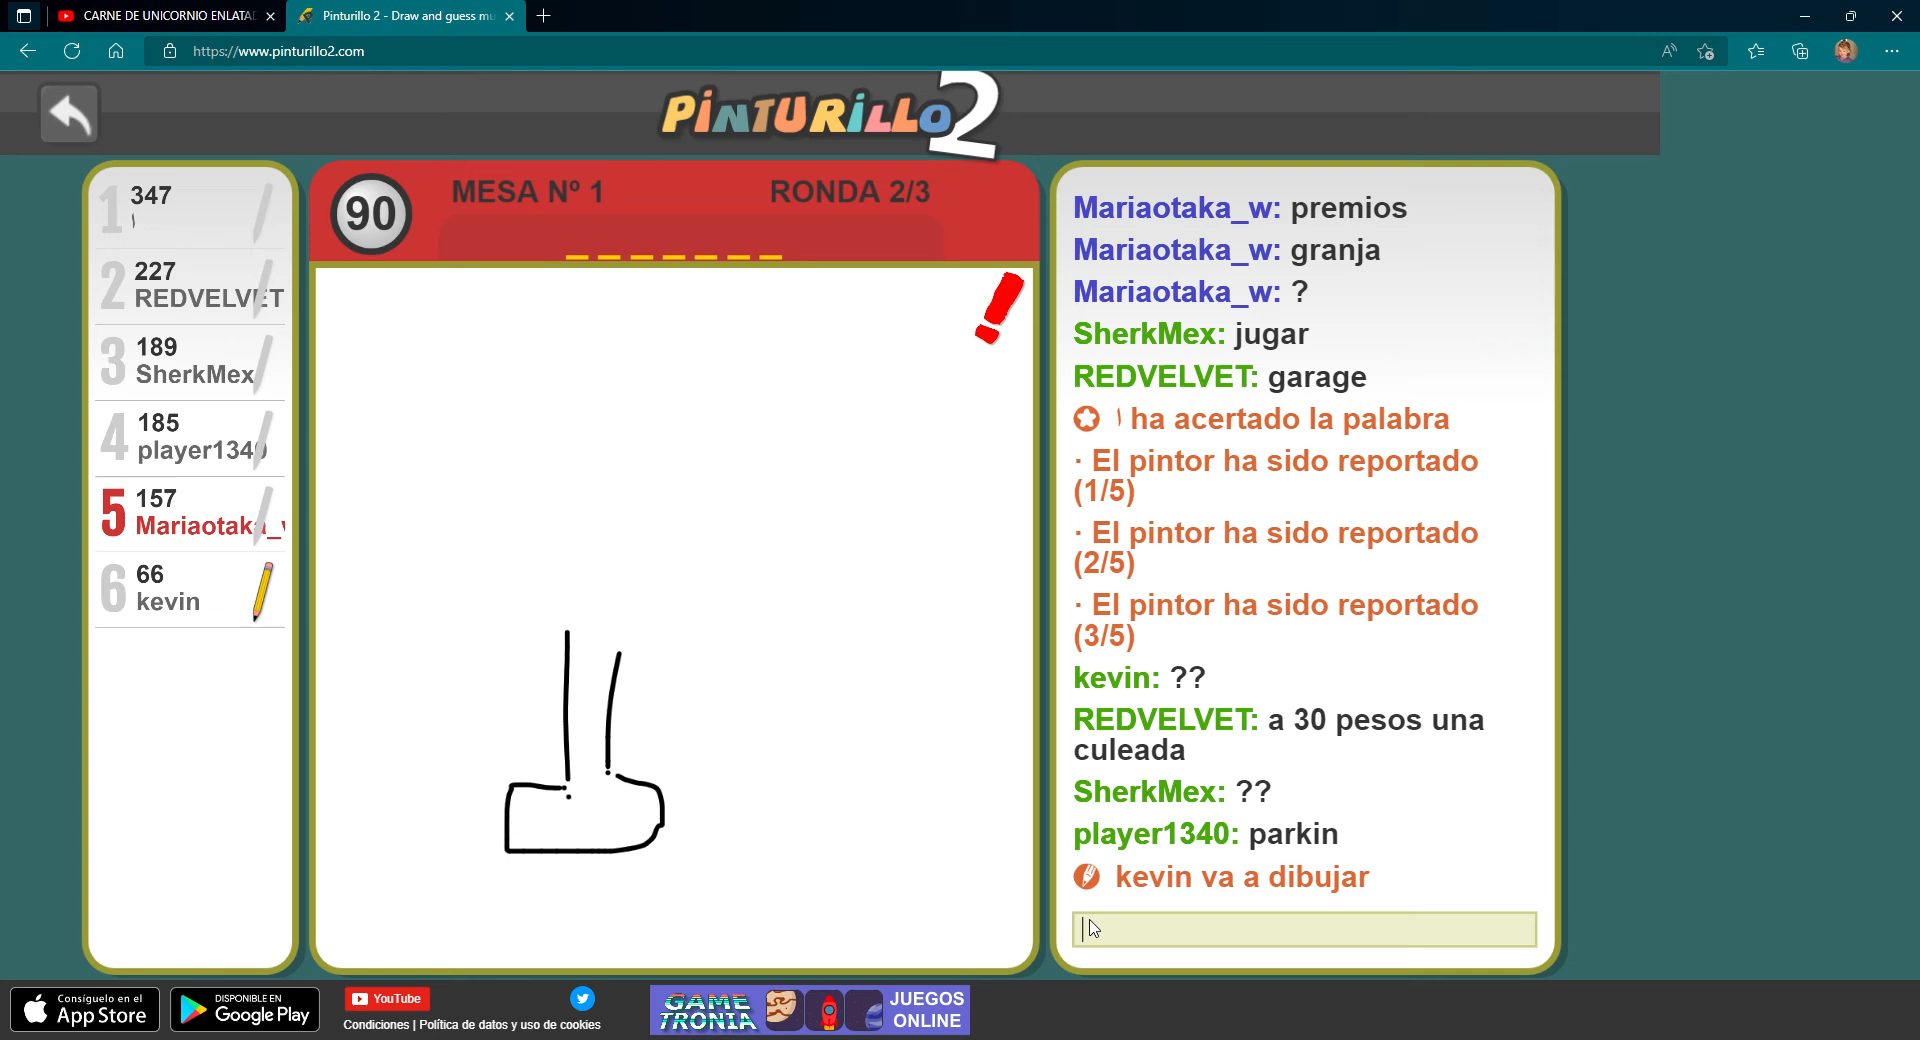 CARNE DE UNICORNIO ENLATAD
Pinturillo 2 - Draw and guess mu
https://www.pinturillo2.com
PINTURILLO 2
1 347
2 227
REDVELVET
3 189
SherkMex
4 185
player1340
5 157
Mariaotaka_w
6 66
kevin
90
MESA Nº 1
RONDA 2/3
Mariaotaka_w: premios
Mariaotaka_w: granja
Mariaotaka_w: ?
SherkMex: jugar
REDVELVET: garage
ha acertado la palabra
· El pintor ha sido reportado
(1/5)
· El pintor ha sido reportado
(2/5)
· El pintor ha sido reportado
(3/5)
kevin: ??
REDVELVET: a 30 pesos una
culeada
SherkMex: ??
player1340: parkin
kevin va a dibujar
Consíguelo en el
App Store
DISPONIBLE EN
Google Play
YouTube
Condiciones | Política de datos y uso de cookies
GAME
TRONIA
JUEGOS
ONLINE